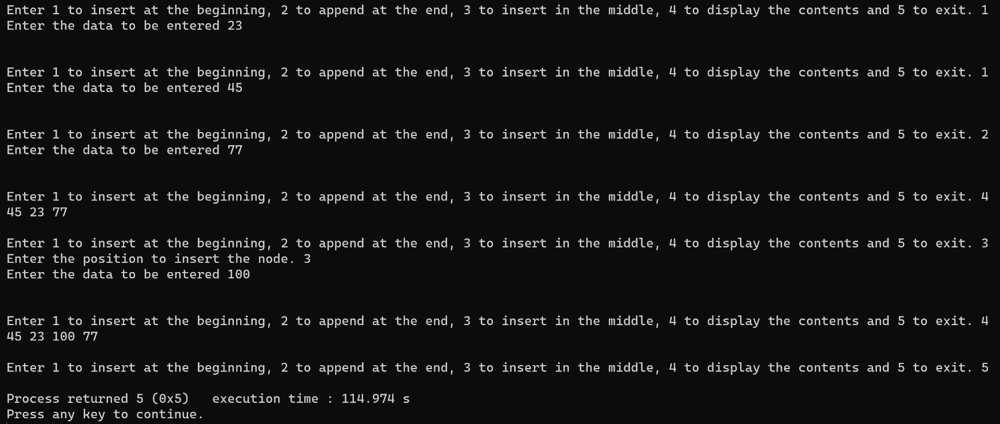 Enter 1 to insert at the beginning, 2 to append at the end, 3 to insert in the middle, 4 to display the contents and 5 to exit. 1
Enter the data to be entered 23
Enter 1 to insert at the beginning, 2 to append at the end, 3 to insert in the middle, 4 to display the contents and 5 to exit. 1
Enter the data to be entered 45
Enter 1 to insert at the beginning, 2 to append at the end, 3 to insert in the middle, 4 to display the contents and 5 to exit. 2
Enter the data to be entered 77
Enter 1 to insert at the beginning, 2 to append at the end, 3 to insert in the middle, 4 to display the contents and 5 to exit. 4
45 23 77
Enter 1 to insert at the beginning, 2 to append at the end, 3 to insert in the middle, 4 to display the contents and 5 to exit. 3
Enter the position to insert the node. 3
Enter the data to be entered 100
Enter 1 to insert at the beginning, 2 to append at the end, 3 to insert in the middle, 4 to display the contents and 5 to exit. 4
45 23 100 77
Enter 1 to insert at the beginning, 2 to append at the end, 3 to insert in the middle, 4 to display the contents and 5 to exit. 5
Process returned 5 (0x5)   execution time : 114.974 s
Press any key to continue.